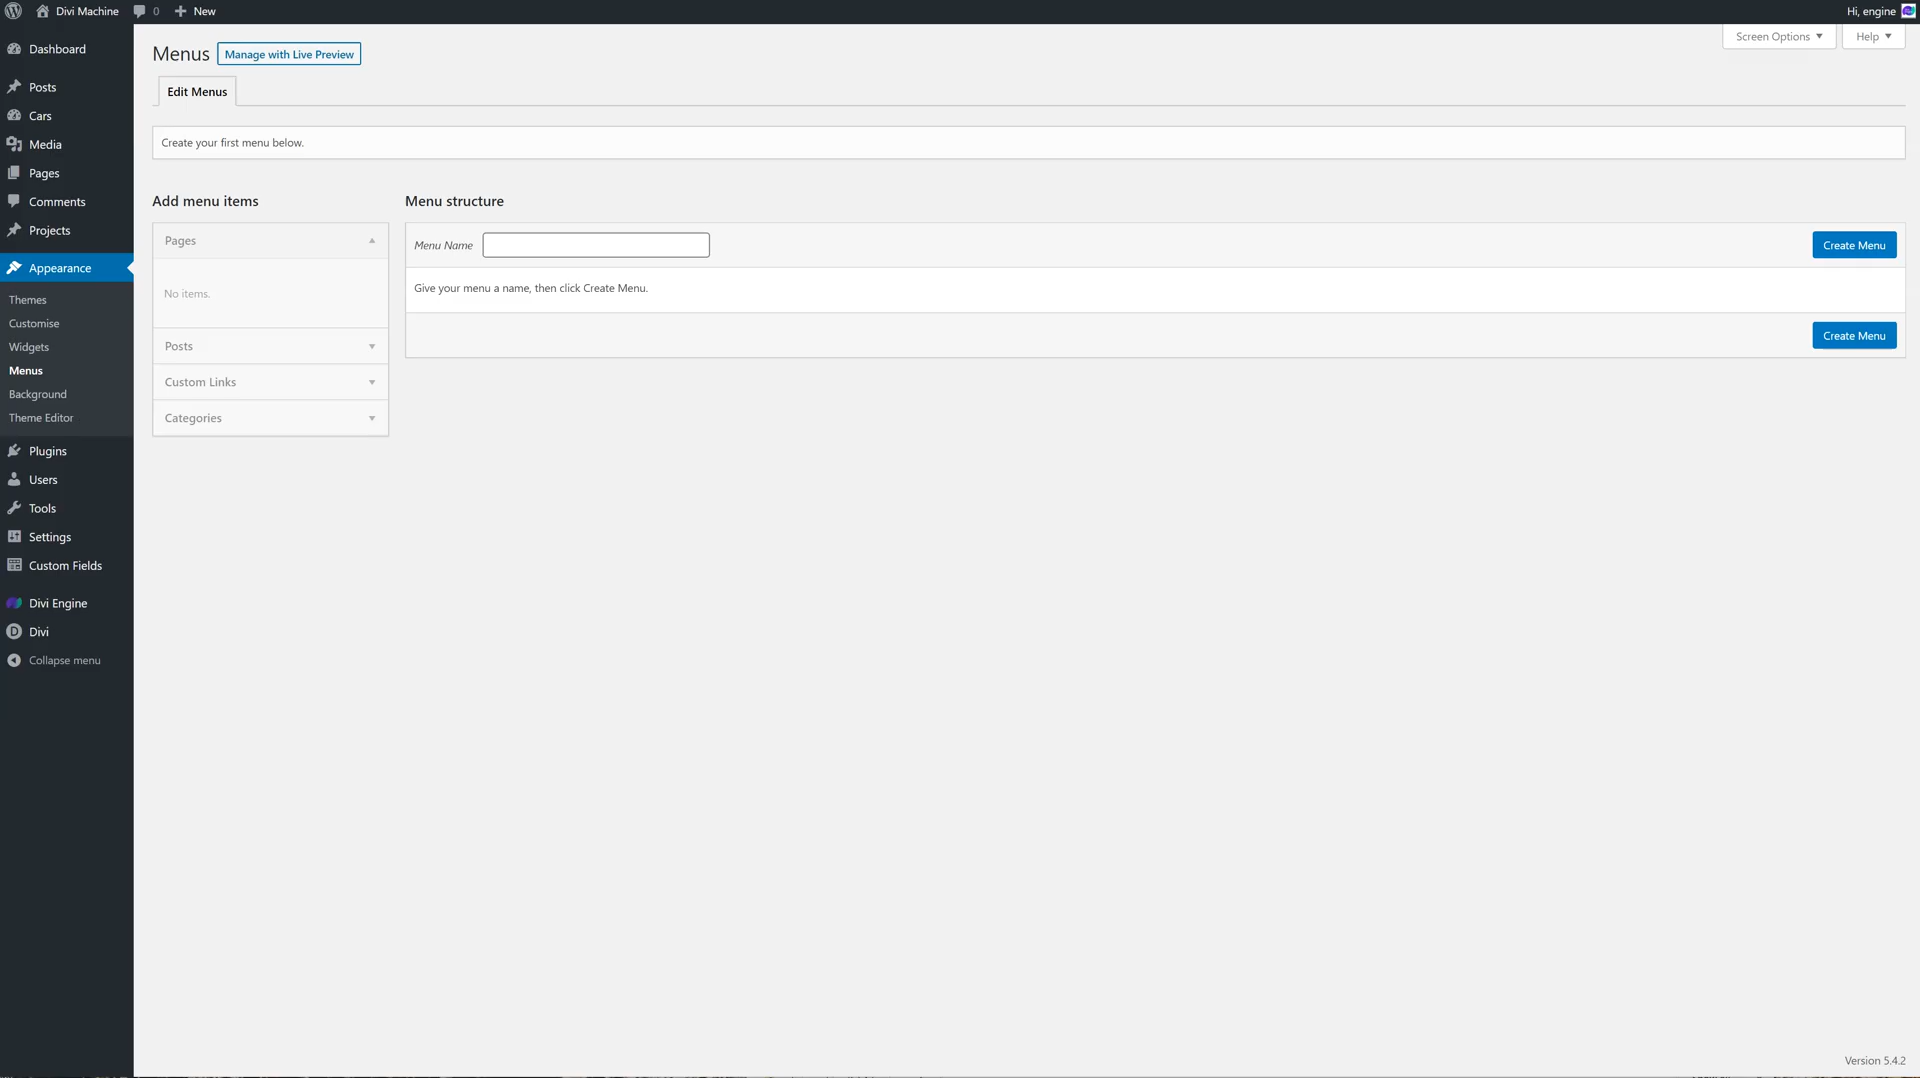 Divi Machine 0 New Hi, engine
Dashboard
Posts
Cars
Media
Pages
Comments
Projects
Appearance
Themes
Customise
Widgets
Menus
Background
Theme Editor
Plugins
Users
Tools
Settings
Custom Fields
Divi Engine
D Divi
Collapse menu
Menus Manage with Live Preview
Screen Options Help
Edit Menus
Create your first menu below.
Add menu items
Pages
No items.
Posts
Custom Links
Categories
Menu structure
Menu Name Create Menu
Give your menu a name, then click Create Menu.
Create Menu
Version 5.4.2